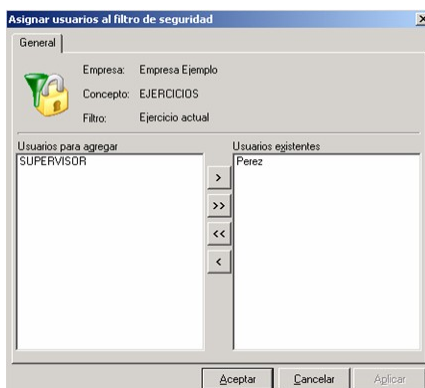 Asignar usuarios al filtro de seguridad
General
Empresa: Empresa Ejemplo
Concepto: EJERCICIOS
Filtro: Ejercicio actual
Usuarios para agregar Usuarios existentes
SUPERVISOR Perez
>
>>
<<
<
Aceptar Cancelar Aplicar